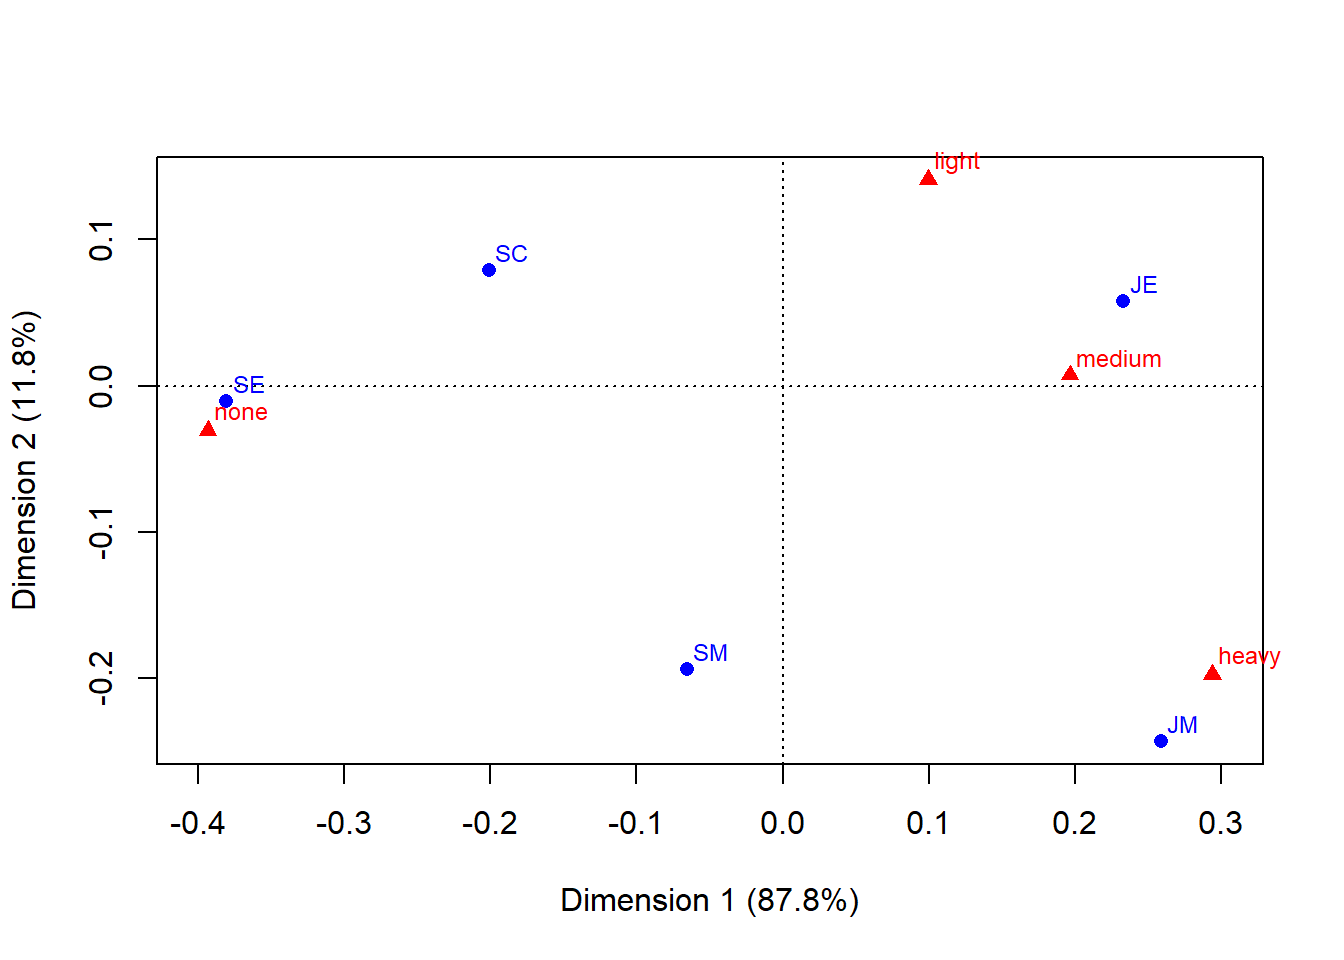 light
0.1
SC
JE
medium
0.0
SE
none
-0.1
SM
heavy
-0.2
JM
-0.4 -0.3 -0.2 -0.1 0.0 0.1 0.2 0.3
Dimension 1 (87.8%)
Dimension 2 (11.8%)